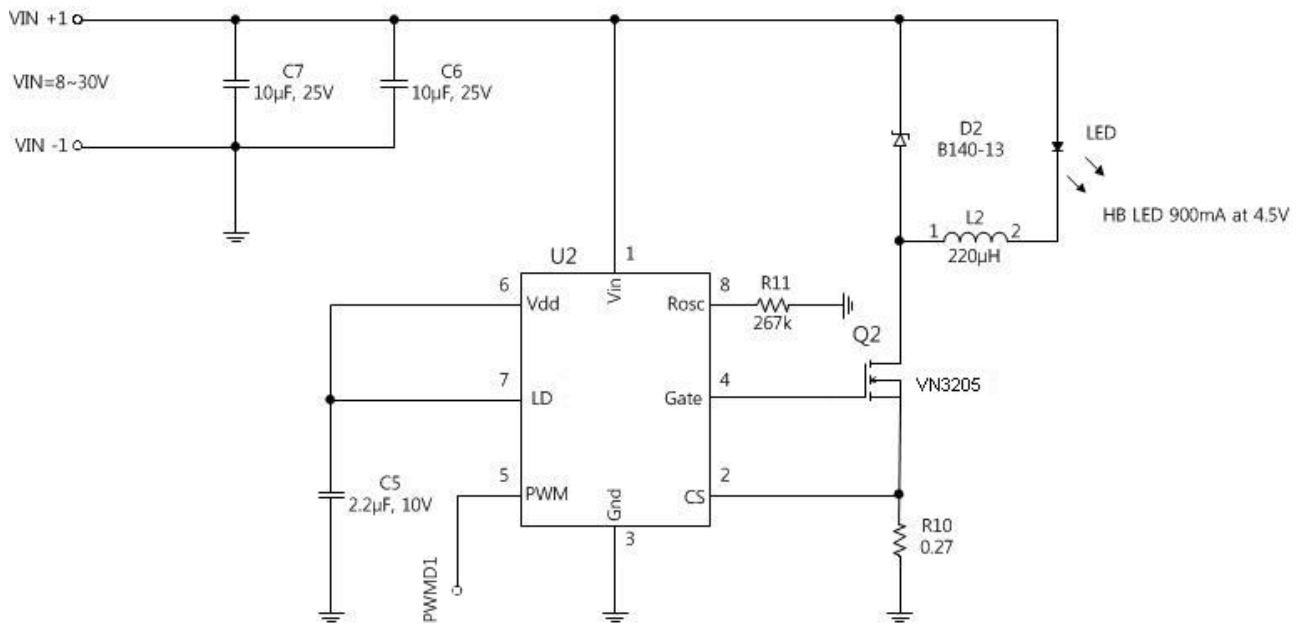 VIN +1
VIN=8~30V
VIN -1
C7
10µF, 25V
C6
10µF, 25V
D2
B140-13
LED
HB LED 900mA at 4.5V
L2
1
2
220µH
U2
1
Vin
6
Vdd
8
Rosc
R11
267k
Q2
VN3205
7
LD
4
Gate
5
PWM
2
CS
Gnd
3
C5
2.2µF, 10V
R10
0.27
PWMD1